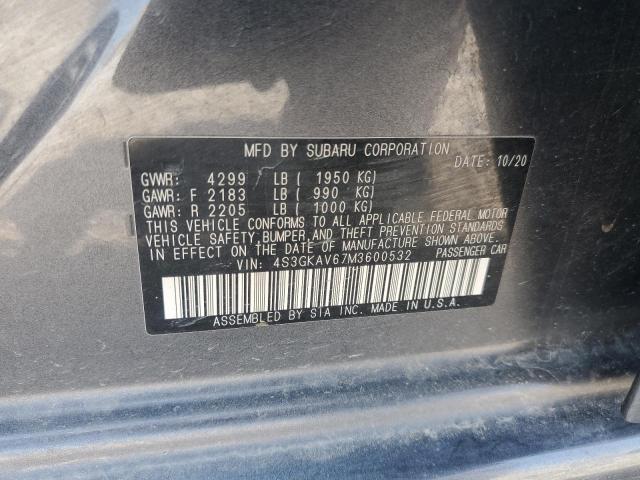 MFD BY SUBARU CORPORATION
DATE: 10/20
GVWR: 4299 LB ( 1950 KG)
GAWR: F 2183 LB ( 990 KG)
GAWR: R 2205 LB ( 1000 KG)
THIS VEHICLE CONFORMS TO ALL APPLICABLE FEDERAL MOTOR
VEHICLE SAFETY, BUMPER, AND THEFT PREVENTION STANDARDS
IN EFFECT ON THE DATE OF MANUFACTURE SHOWN ABOVE.
VIN: 4S3GKAV67M3600532 PASSENGER CAR
ASSEMBLED BY SIA INC. MADE IN U.S.A.